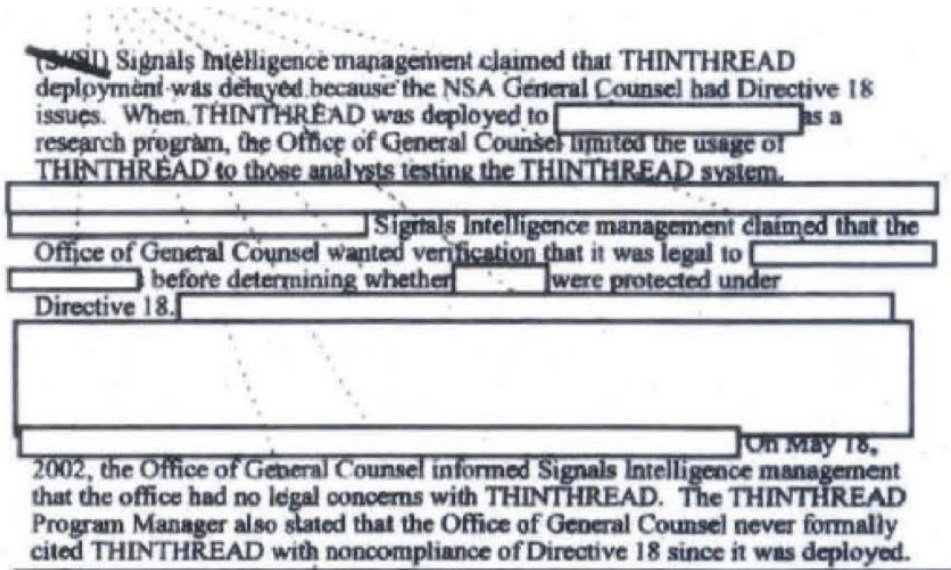 Signals Intelligence management claimed that THINTHREAD
deployment was delayed because the NSA General Counsel had Directive 18
issues. When THINTHREAD was deployed to as a
research program, the Office of General Counsel limited the usage of
THINTHREAD to those analysts testing the THINTHREAD system.
Signals Intelligence management claimed that the
Office of General Counsel wanted verification that it was legal to
before determining whether were protected under
Directive 18.
On May 18,
2002, the Office of General Counsel informed Signals Intelligence management
that the office had no legal concerns with THINTHREAD. The THINTHREAD
Program Manager also stated that the Office of General Counsel never formally
cited THINTHREAD with noncompliance of Directive 18 since it was deployed.